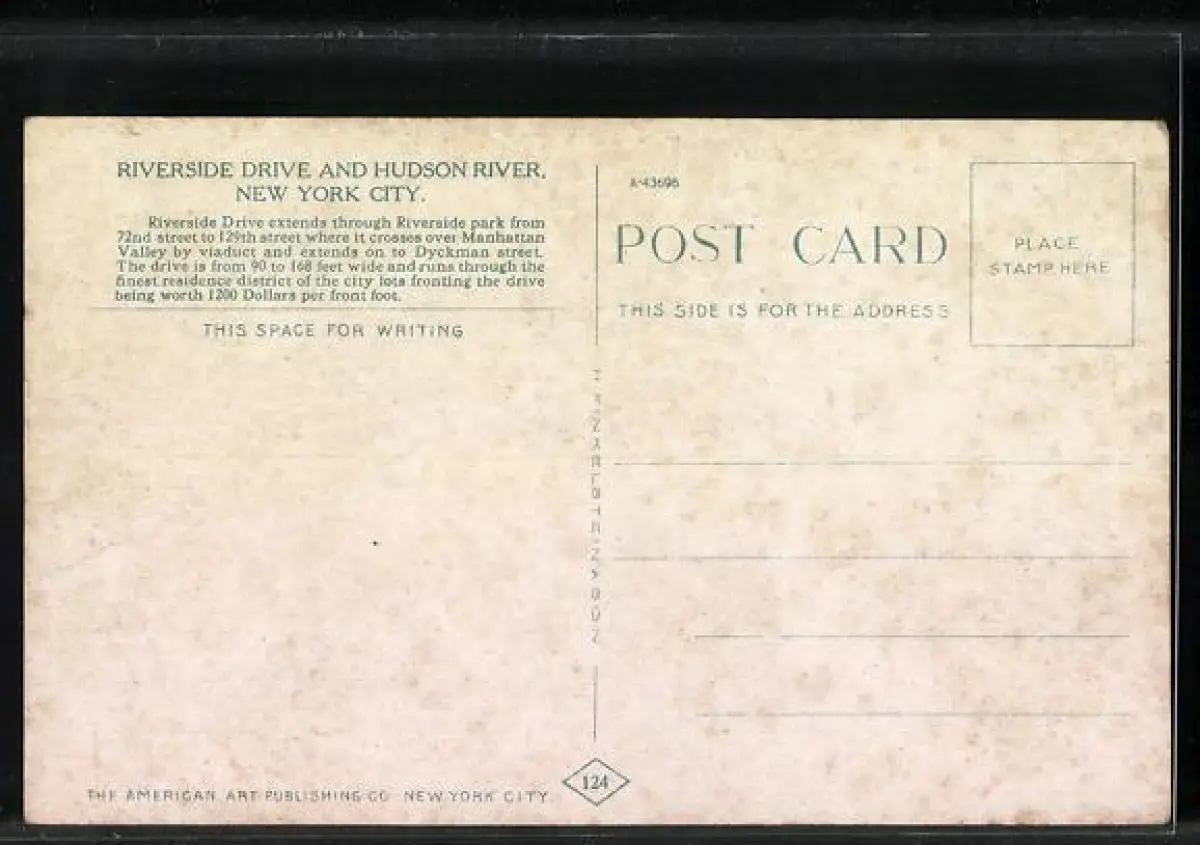 RIVERSIDE DRIVE AND HUDSON RIVER,
NEW YORK CITY.
Riverside Drive extends through Riverside park from
72nd street to 129th street where it crosses over Manhattan
Valley by viaduct and extends on to Dyckman street.
The drive is from 90 to 168 feet wide and runs through the
finest residence district of the city lots fronting the drive
being worth 1200 Dollars per front foot.
THIS SPACE FOR WRITING
A-43696
POST CARD
THIS SIDE IS FOR THE ADDRESS
PLACE
STAMP HERE
H FINKELSTEIN & SON
124
THE AMERICAN ART PUBLISHING CO NEW YORK CITY.